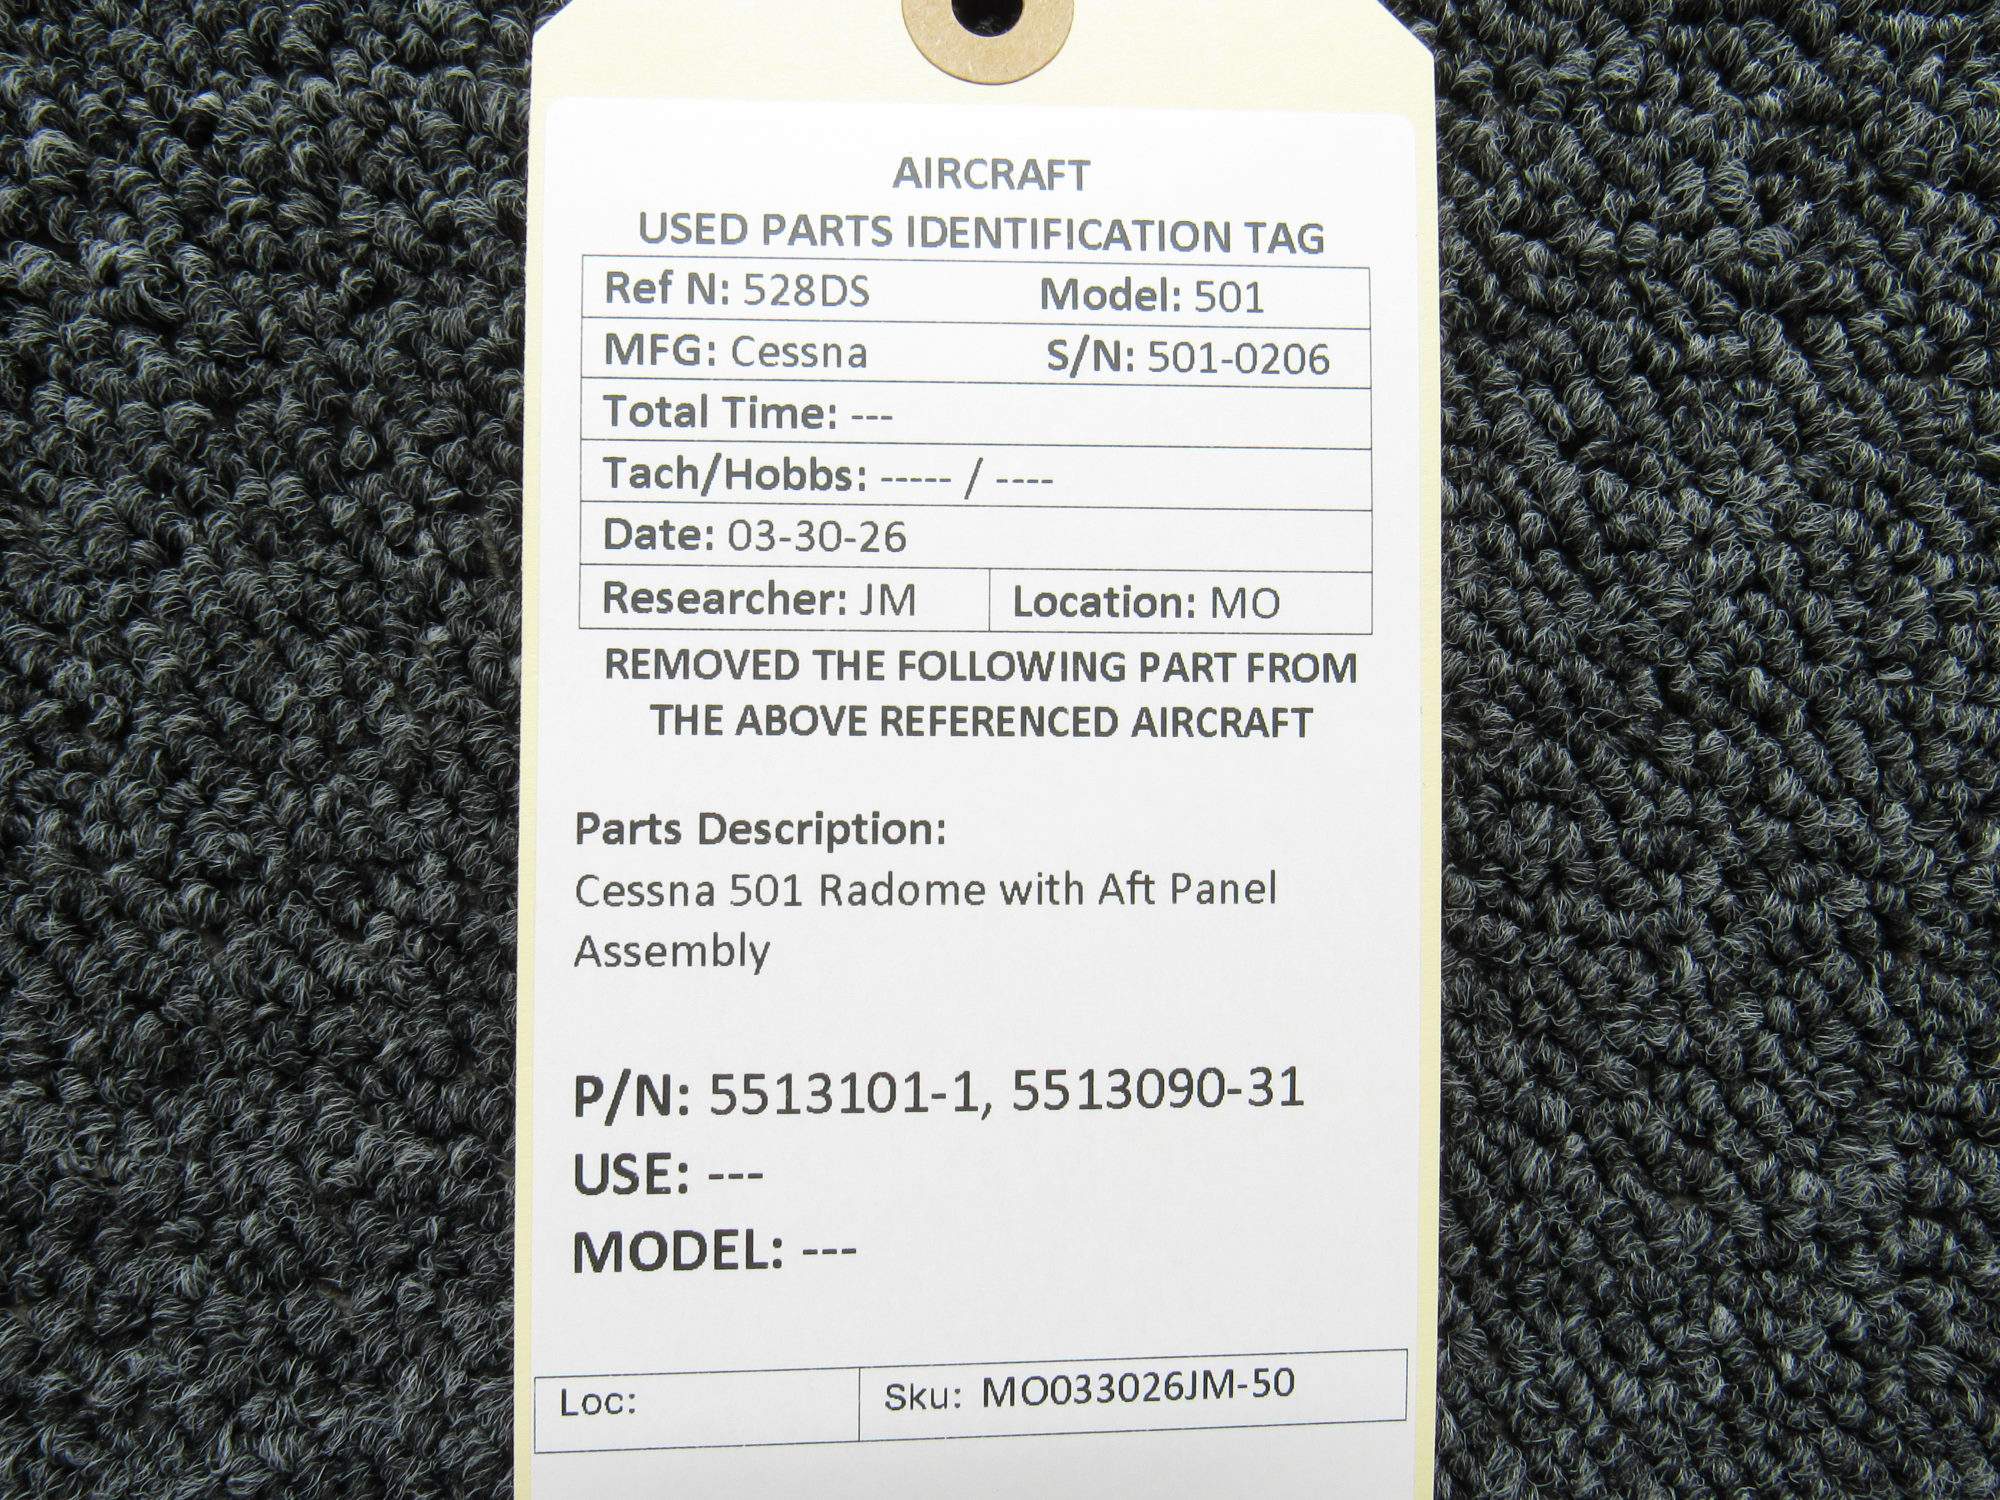 AIRCRAFT
USED PARTS IDENTIFICATION TAG
Ref N: 528DS Model: 501
MFG: Cessna S/N: 501-0206
Total Time: ---
Tach/Hobbs: ----- / ----
Date: 03-30-26
Researcher: JM Location: MO
REMOVED THE FOLLOWING PART FROM
THE ABOVE REFERENCED AIRCRAFT
Parts Description:
Cessna 501 Radome with Aft Panel
Assembly
P/N: 5513101-1, 5513090-31
USE: ---
MODEL: ---
Loc: Sku: MO033026JM-50